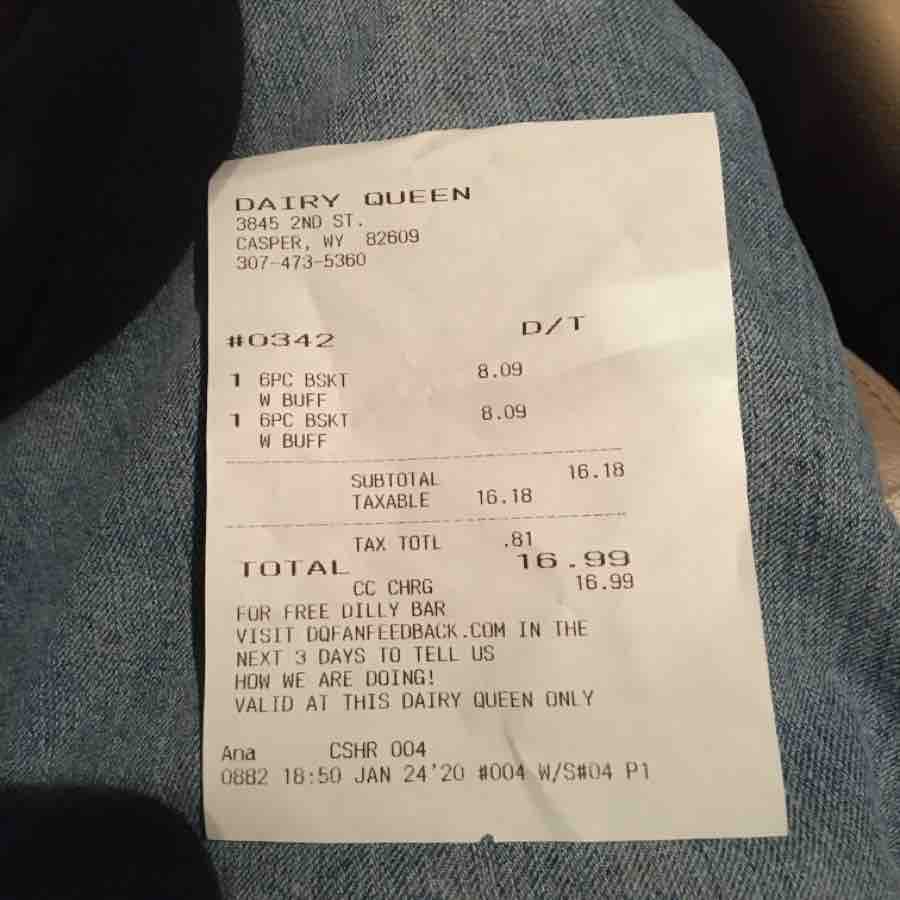 DAIRY QUEEN
3845 2ND ST.
CASPER, WY 82609
307-473-5360
#0342 D/T
1 6PC BSKT 8.09
W BUFF
1 6PC BSKT 8.09
W BUFF
SUBTOTAL 16.18
TAXABLE 16.18
TAX TOTL .81
TOTAL 16.99
CC CHRG 16.99
FOR FREE DILLY BAR
VISIT DQFANFEEDBACK.COM IN THE
NEXT 3 DAYS TO TELL US
HOW WE ARE DOING!
VALID AT THIS DAIRY QUEEN ONLY
Ana CSHR 004
0882 18:50 JAN 24'20 #004 W/S#04 P1